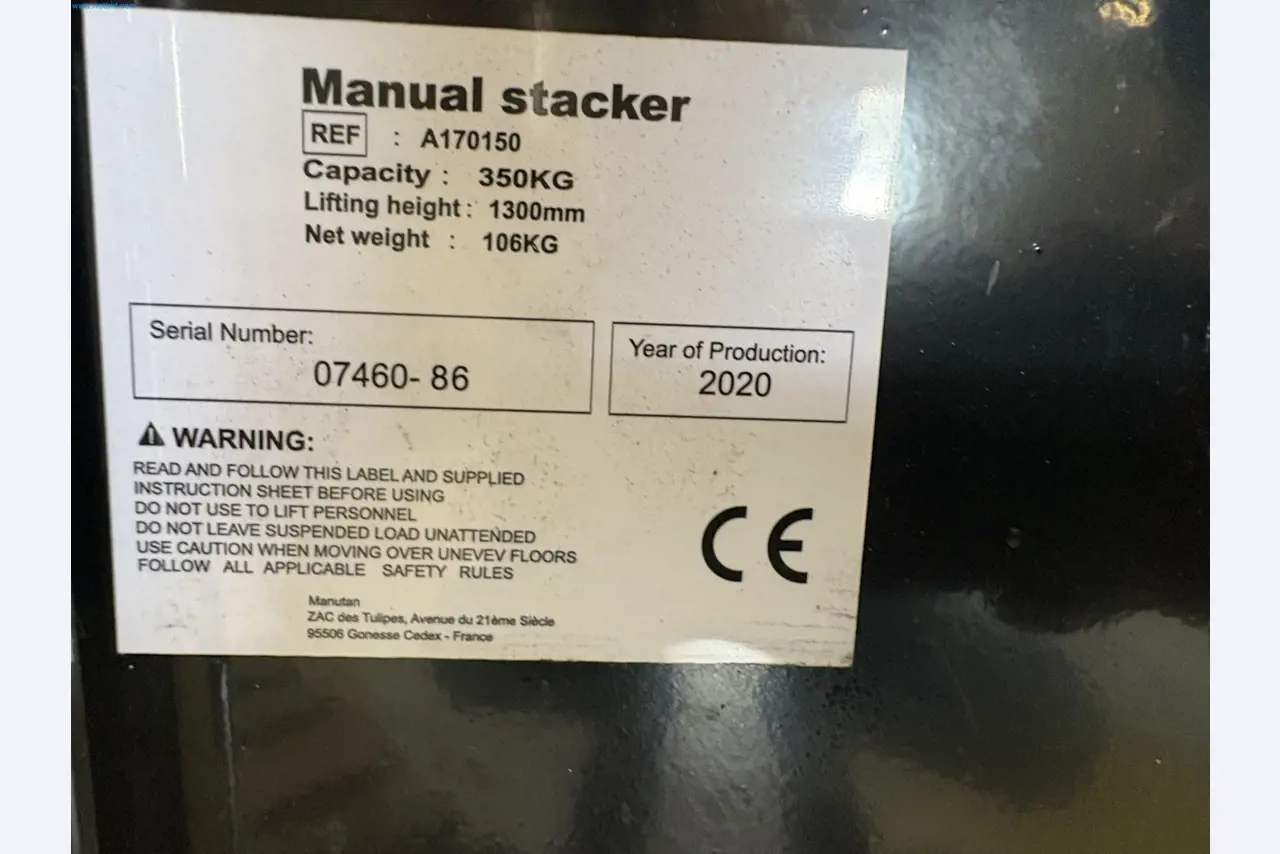 Manual stacker
REF : A170150
Capacity : 350KG
Lifting height : 1300mm
Net weight : 106KG
Serial Number:
07460- 86
Year of Production:
2020
WARNING:
READ AND FOLLOW THIS LABEL AND SUPPLIED
INSTRUCTION SHEET BEFORE USING
DO NOT USE TO LIFT PERSONNEL
DO NOT LEAVE SUSPENDED LOAD UNATTENDED
USE CAUTION WHEN MOVING OVER UNEVEV FLOORS
FOLLOW ALL APPLICABLE SAFETY RULES
CE
Manutan
ZAC des Tulipes, Avenue du 21ème Siècle
95506 Gonesse Cedex - France